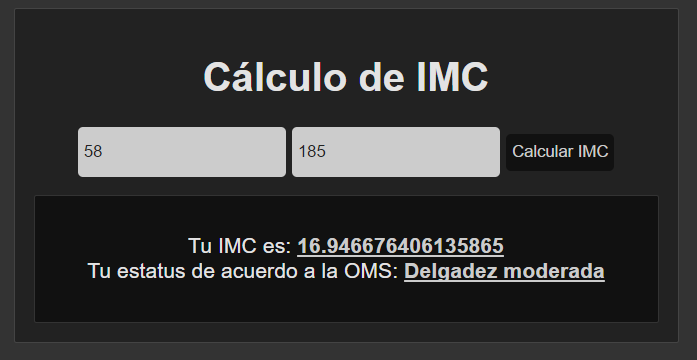 Cálculo de IMC
58 185 Calcular IMC
Tu IMC es: 16.946676406135865
Tu estatus de acuerdo a la OMS: Delgadez moderada